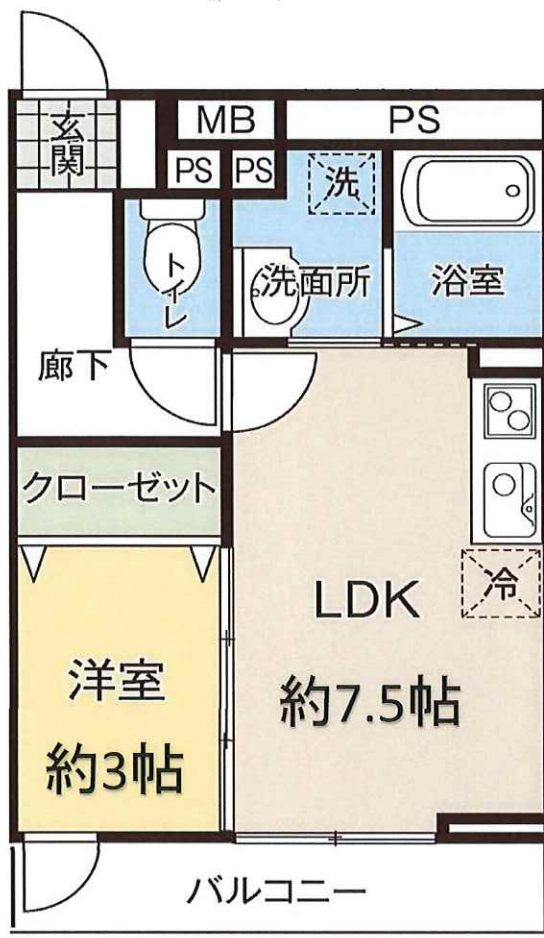 玄関
MB
PS
PS
PS
洗
トイレ
洗面所
浴室
廊下
クローゼット
LDK
約7.5帖
冷
洋室
約3帖
バルコニー